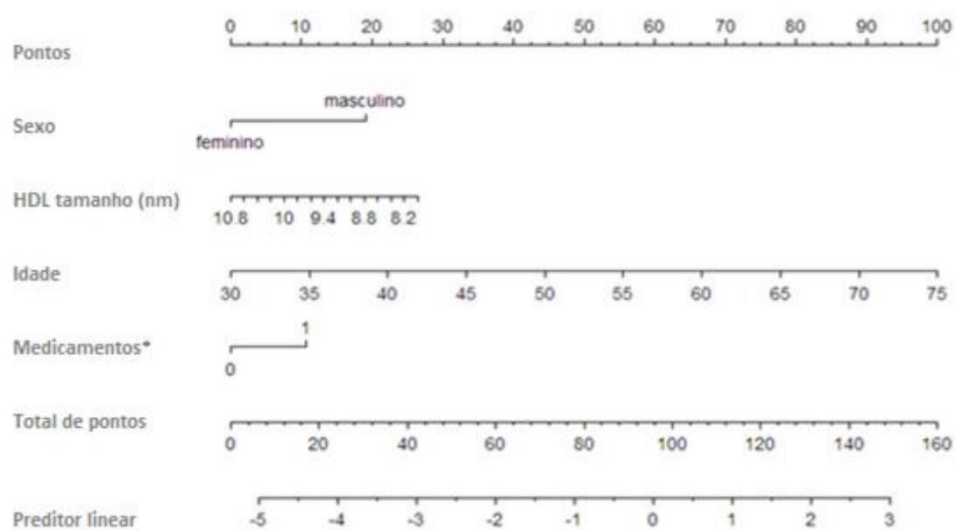 0 10 20 30 40 50 60 70 80 90 100
Pontos
masculino
Sexo
feminino
HDL tamanho (nm)
10.8 10 9.4 8.8 8.2
Idade
30 35 40 45 50 55 60 65 70 75
1
Medicamentos*
0
Total de pontos
0 20 40 60 80 100 120 140 160
Preditor linear
-5 -4 -3 -2 -1 0 1 2 3